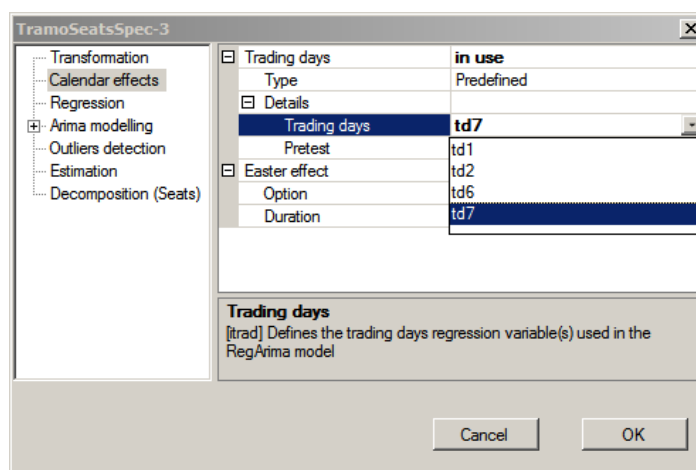 TramoSeatsSpec-3
Transformation
Calendar effects
Regression
Arima modelling
Outliers detection
Estimation
Decomposition (Seats)
Trading days in use
Type Predefined
Details
Trading days td7
Pretest
td1
Easter effect
td2
Option
td6
Duration
td7
Trading days
[itrad] Defines the trading days regression variable(s) used in the
RegArima model
Cancel OK